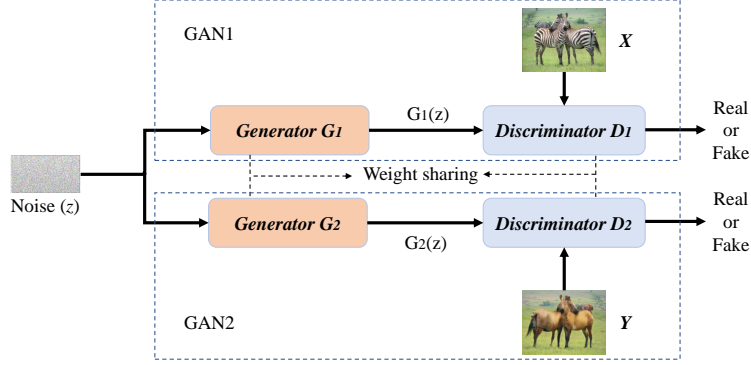 GAN1
X
G1(z)
Generator G1
Discriminator D1
Real
or
Fake
Weight sharing
Noise (z)
Generator G2
Discriminator D2
G2(z)
Real
or
Fake
GAN2
Y